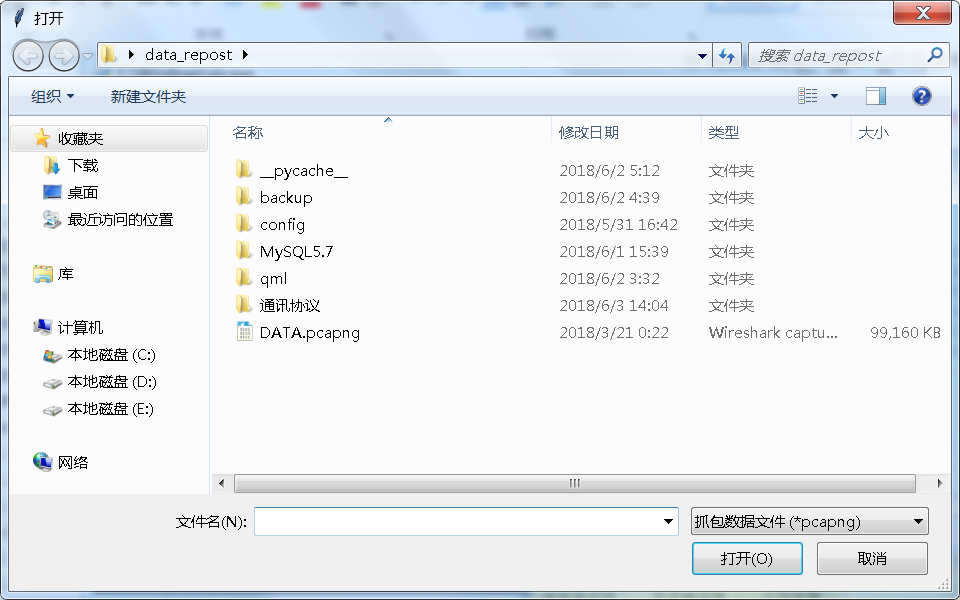 打开
data_repost
搜索 data_repost
组织 新建文件夹
名称 修改日期 类型 大小
收藏夹
下载
桌面
最近访问的位置
库
计算机
本地磁盘 (C:)
本地磁盘 (D:)
本地磁盘 (E:)
网络
__pycache__ 2018/6/2 5:12 文件夹
backup 2018/6/2 4:39 文件夹
config 2018/5/31 16:42 文件夹
MySQL5.7 2018/6/1 15:39 文件夹
qml 2018/6/2 3:32 文件夹
通讯协议 2018/6/3 14:04 文件夹
DATA.pcapng 2018/3/21 0:22 Wireshark captu... 99,160 KB
文件名(N): 抓包数据文件 (*pcapng)
打开(O) 取消